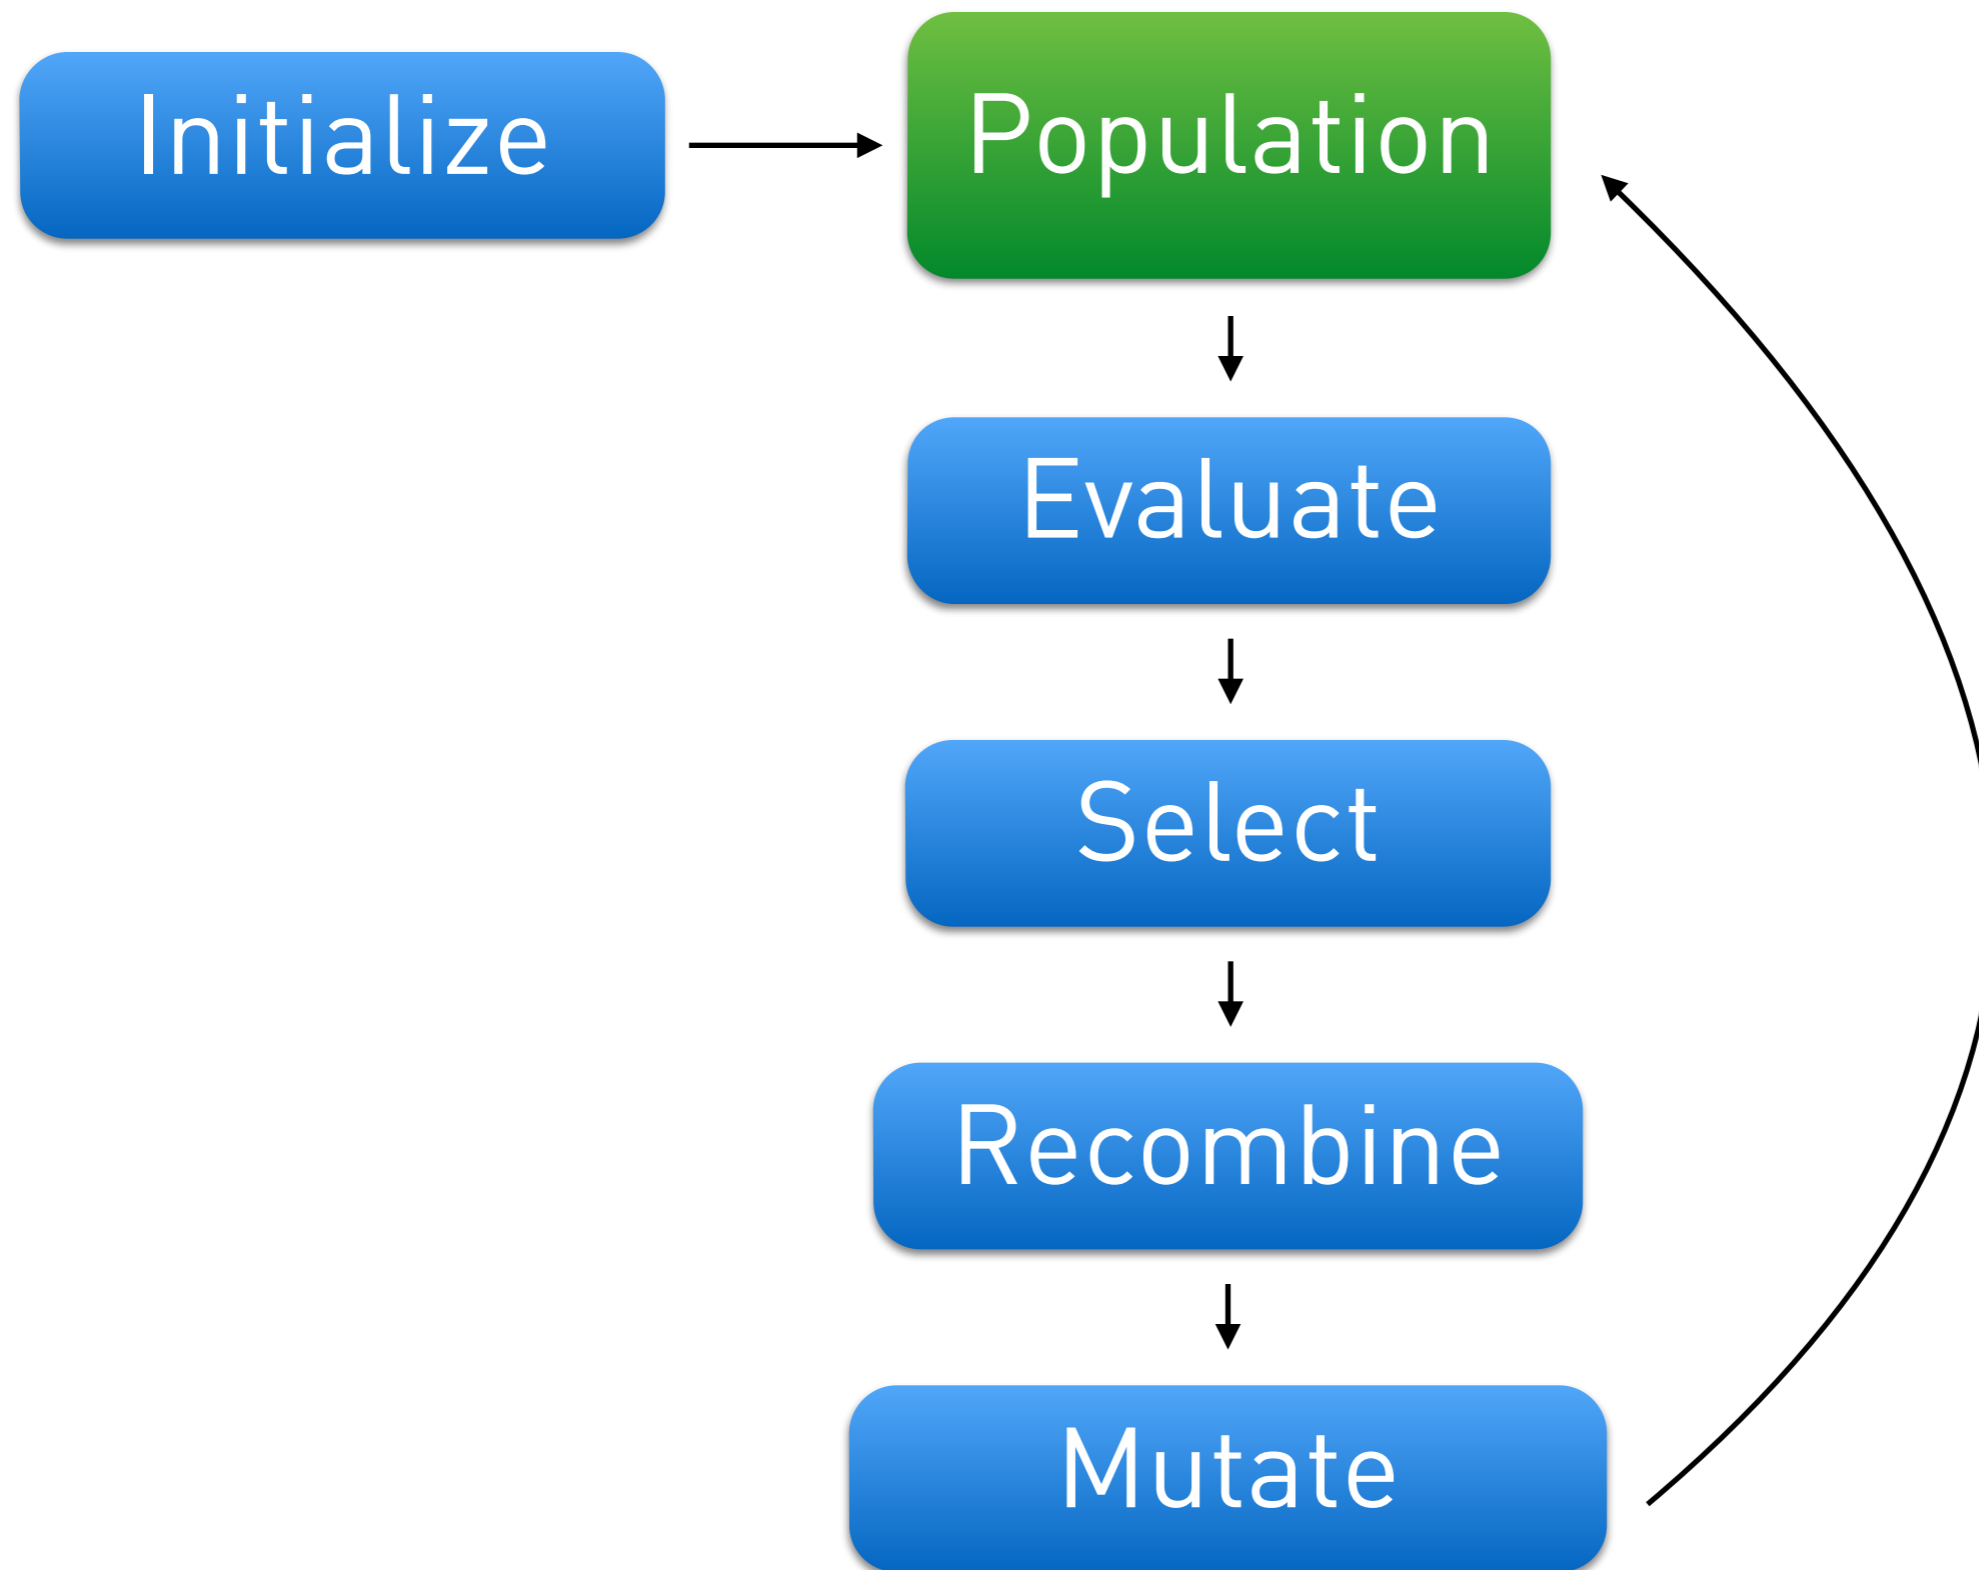 Initialize
Population
Evaluate
Select
Recombine
Mutate